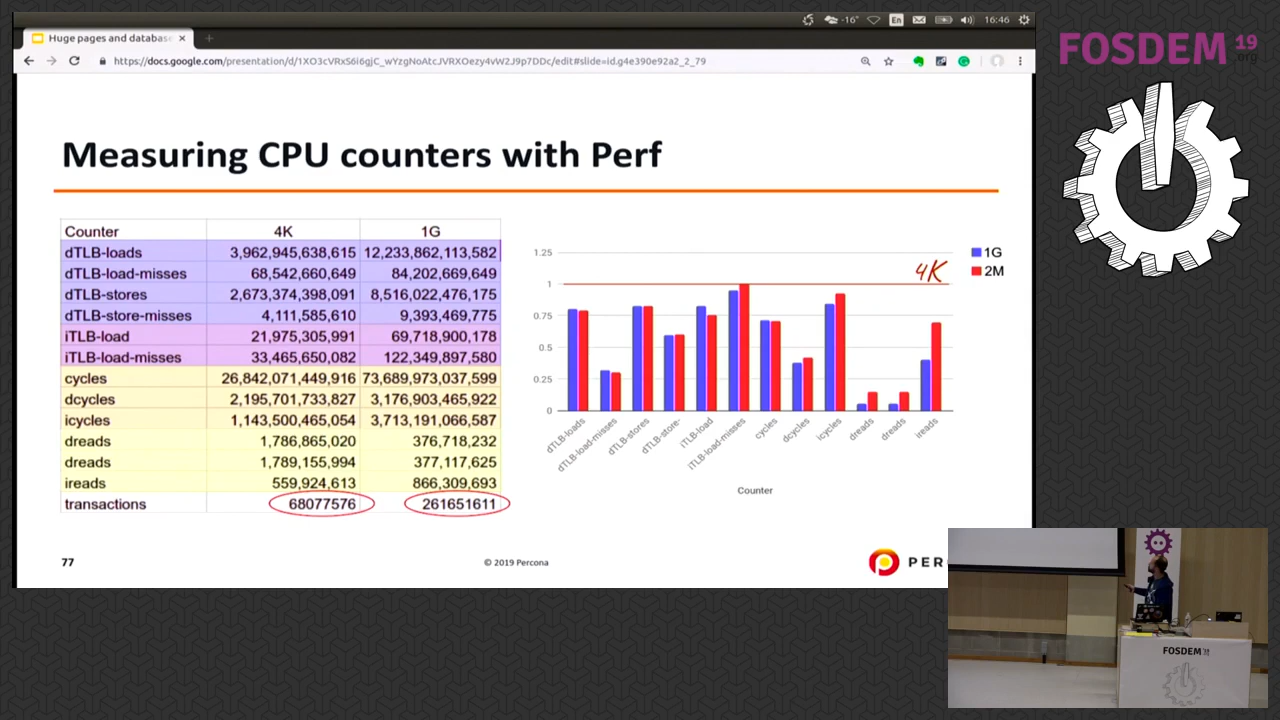 -16° En 16:46
Huge pages and databas
https://docs.google.com/presentation/d/1XO3cVRxS6i6gjC_wYzgNoAtcJVRXOezy4vW2J9p7DDc/edit#slide=id.g4e390e92a2_2_79
FOSDEM 19
.org
Measuring CPU counters with Perf
Counter 4K 1G
dTLB-loads 3,962,945,638,615 12,233,862,113,582
dTLB-load-misses 68,542,660,649 84,202,669,649
dTLB-stores 2,673,374,398,091 8,516,022,476,175
dTLB-store-misses 4,111,585,610 9,393,469,775
iTLB-load 21,975,305,991 69,718,900,178
iTLB-load-misses 33,465,650,082 122,349,897,580
cycles 26,842,071,449,916 73,689,973,037,599
dcycles 2,195,701,733,827 3,176,903,465,922
icycles 1,143,500,465,054 3,713,191,066,587
dreads 1,786,865,020 376,718,232
dreads 1,789,155,994 377,117,625
ireads 559,924,613 866,309,693
transactions 68077576 261651611
1.25
1
0.75
0.5
0.25
0
4K
1G
2M
dTLB-loads
dTLB-load-misses
dTLB-stores
dTLB-store-
iTLB-load
iTLB-load-misses
cycles
dcycles
icycles
dreads
dreads
ireads
Counter
77
© 2019 Percona
PER
FOSDEM